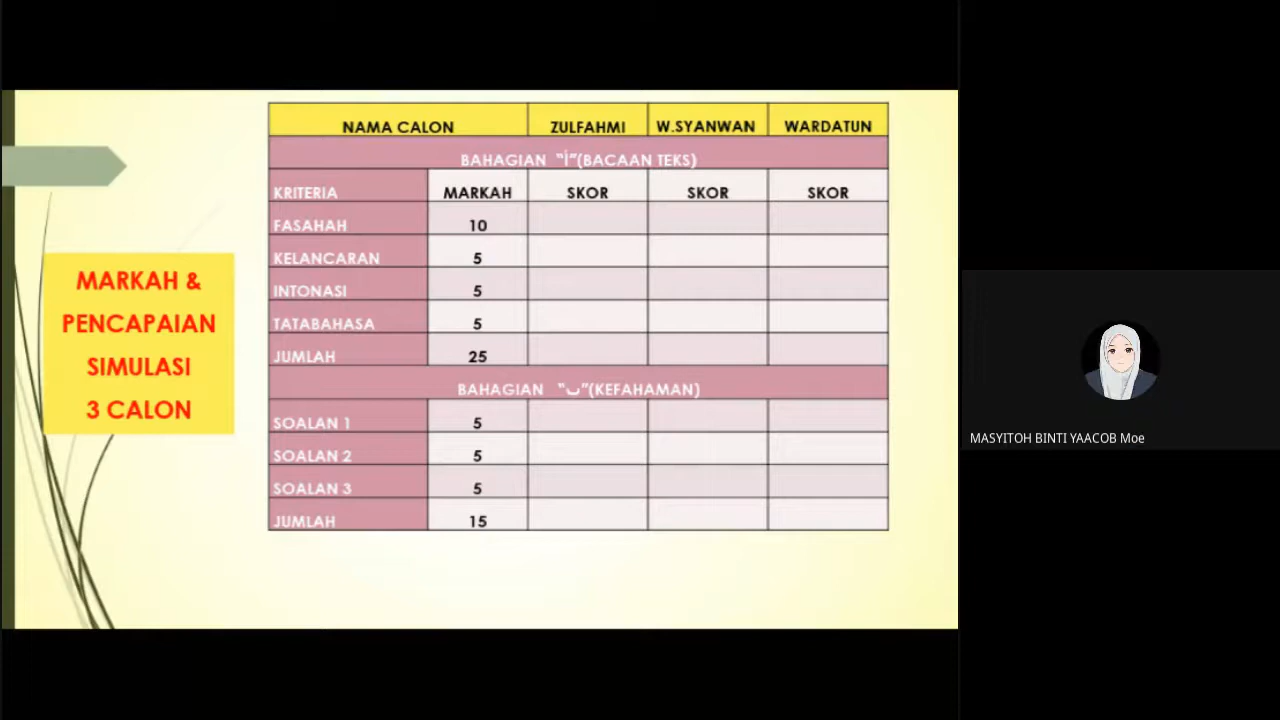 MARKAH &
PENCAPAIAN
SIMULASI
3 CALON
NAMA CALON ZULFAHMI W.SYANWAN WARDATUN
BAHAGIAN "أ"(BACAAN TEKS)
KRITERIA MARKAH SKOR SKOR SKOR
FASAHAH 10
KELANCARAN 5
INTONASI 5
TATABAHASA 5
JUMLAH 25
BAHAGIAN "ب"(KEFAHAMAN)
SOALAN 1 5
SOALAN 2 5
SOALAN 3 5
JUMLAH 15
MASYITOH BINTI YAACOB Moe